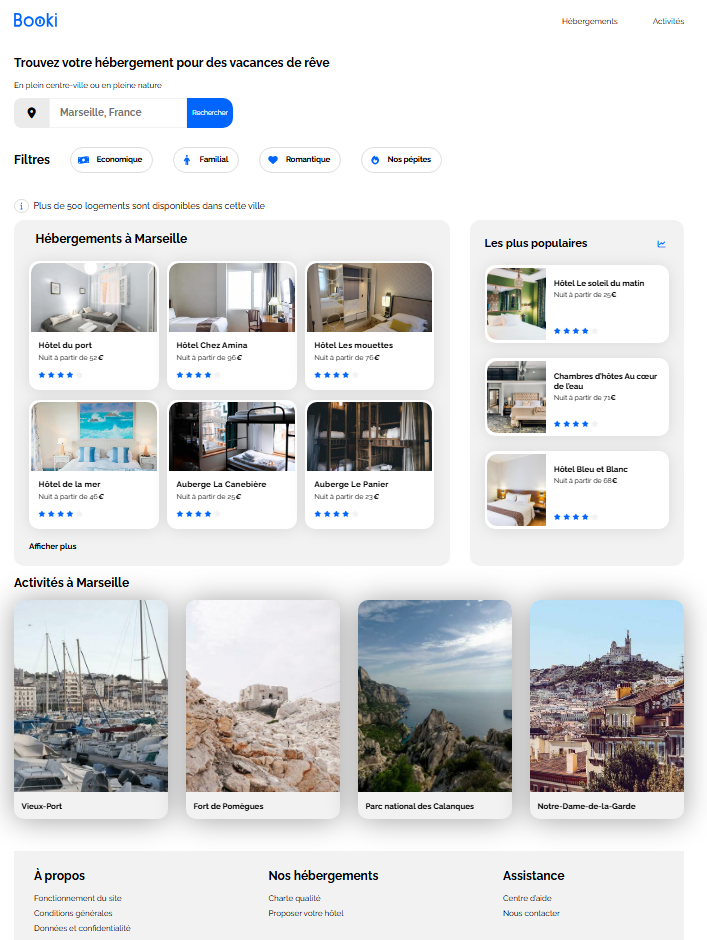 Booki
Hébergements
Activités
Trouvez votre hébergement pour des vacances de rêve
En plein centre-ville ou en pleine nature
Marseille, France
Rechercher
Filtres
Economique
Familial
Romantique
Nos pépites
i Plus de 500 logements sont disponibles dans cette ville
Hébergements à Marseille
Hôtel du port
Nuit à partir de 52€
Hôtel Chez Amina
Nuit à partir de 96€
Hôtel Les mouettes
Nuit à partir de 76€
Hôtel de la mer
Nuit à partir de 46€
Auberge La Canebière
Nuit à partir de 25€
Auberge Le Panier
Nuit à partir de 23€
Afficher plus
Les plus populaires
Hôtel Le soleil du matin
Nuit à partir de 25€
Chambres d'hôtes Au cœur
de l'eau
Nuit à partir de 71€
Hôtel Bleu et Blanc
Nuit à partir de 68€
Activités à Marseille
Vieux-Port
Fort de Pomègues
Parc national des Calanques
Notre-Dame-de-la-Garde
À propos
Fonctionnement du site
Conditions générales
Données et confidentialité
Nos hébergements
Charte qualité
Proposer votre hôtel
Assistance
Centre d'aide
Nous contacter